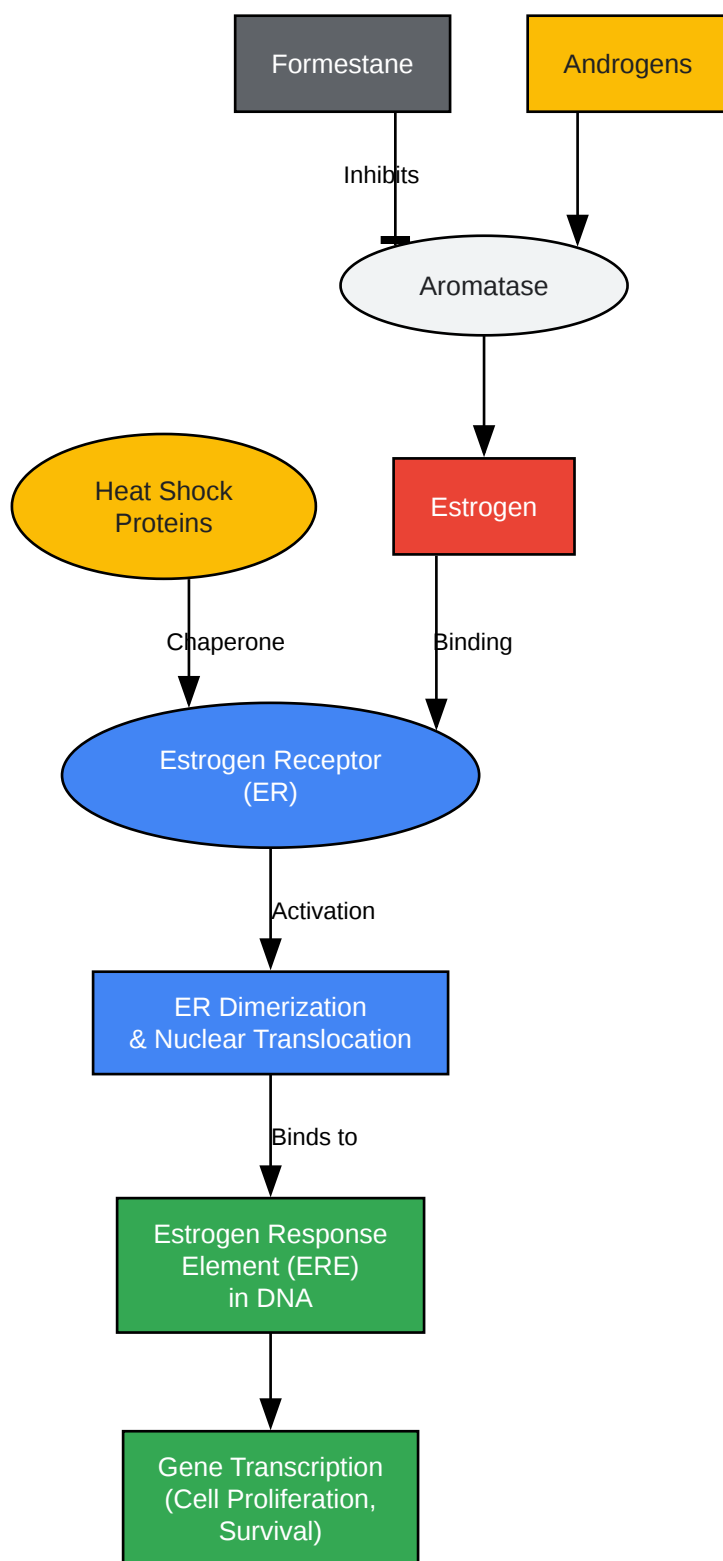 Formestane
Androgens
Inhibits
Aromatase
Heat Shock
Proteins
Estrogen
Chaperone
Binding
Estrogen Receptor
(ER)
Activation
ER Dimerization
& Nuclear Translocation
Binds to
Estrogen Response
Element (ERE)
in DNA
Gene Transcription
(Cell Proliferation,
Survival)